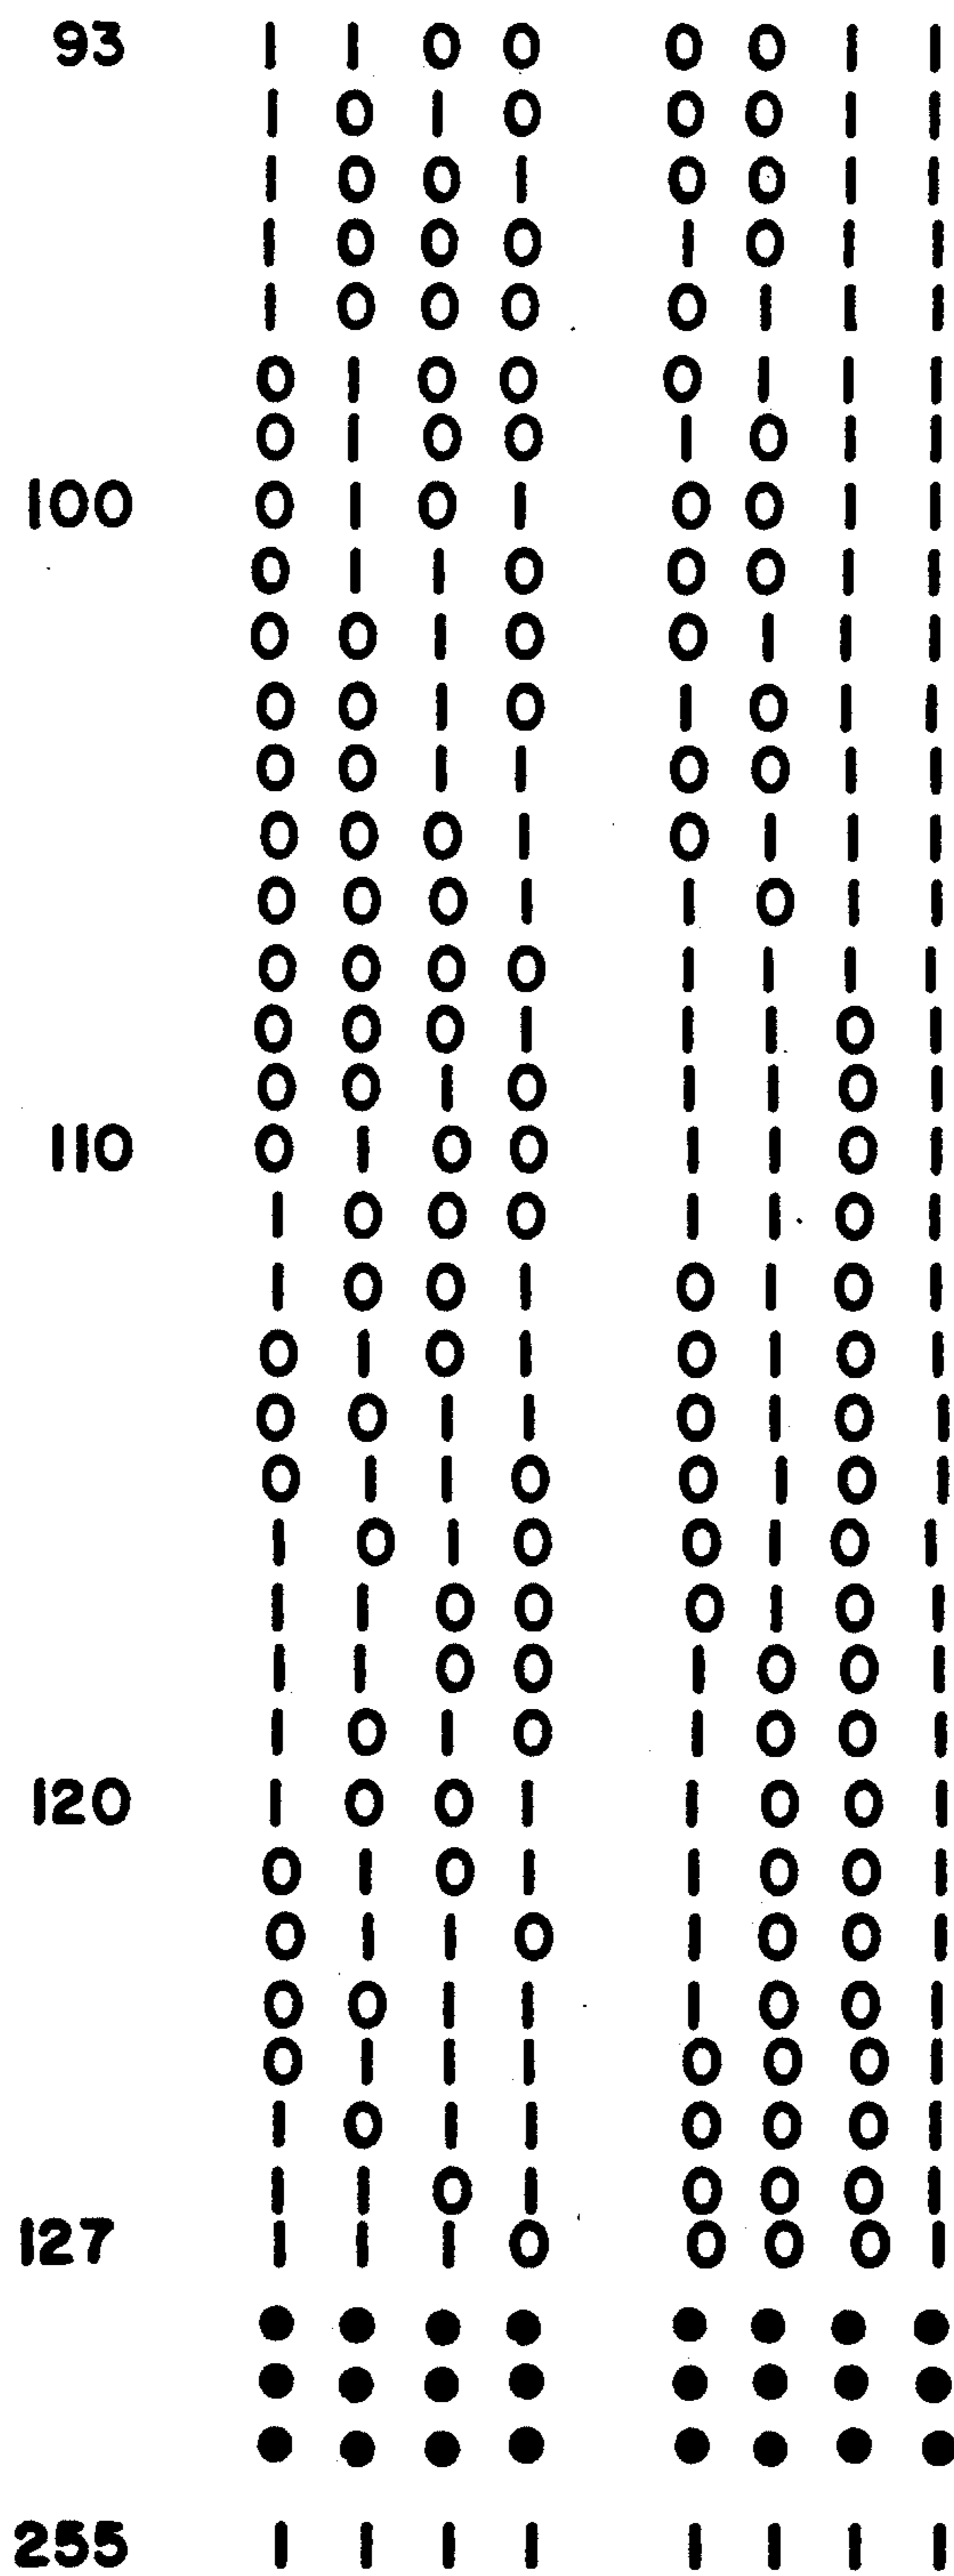 93 1 1 0 0 0 0 1 1
1 0 1 0 0 0 1 1
1 0 0 1 0 0 1 1
1 0 0 0 1 0 1 1
1 0 0 0 0 1 1 1
0 1 0 0 0 1 1 1
0 1 0 0 1 0 1 1
100 0 1 0 1 0 0 1 1
0 1 1 0 0 0 1 1
0 0 1 0 0 1 1 1
0 0 1 0 1 0 1 1
0 0 1 1 0 0 1 1
0 0 0 1 0 1 1 1
0 0 0 1 1 0 1 1
0 0 0 0 1 1 1 1
0 0 0 1 1 1 0 1
0 0 1 0 1 1 0 1
110 0 1 0 0 1 1 0 1
1 0 0 0 1 1 0 1
1 0 0 1 0 1 0 1
0 1 0 1 0 1 0 1
0 0 1 1 0 1 0 1
0 1 1 0 0 1 0 1
1 0 1 0 0 1 0 1
1 1 0 0 0 1 0 1
1 1 0 0 1 0 0 1
1 0 1 0 1 0 0 1
120 1 0 0 1 1 0 0 1
0 1 0 1 1 0 0 1
0 1 1 0 1 0 0 1
0 0 1 1 1 0 0 1
0 1 1 1 0 0 0 1
1 0 1 1 0 0 0 1
1 1 0 1 0 0 0 1
127 1 1 1 0 0 0 0 1
● ● ● ● ● ● ● ●
● ● ● ● ● ● ● ●
● ● ● ● ● ● ● ●
255 1 1 1 1 1 1 1 1